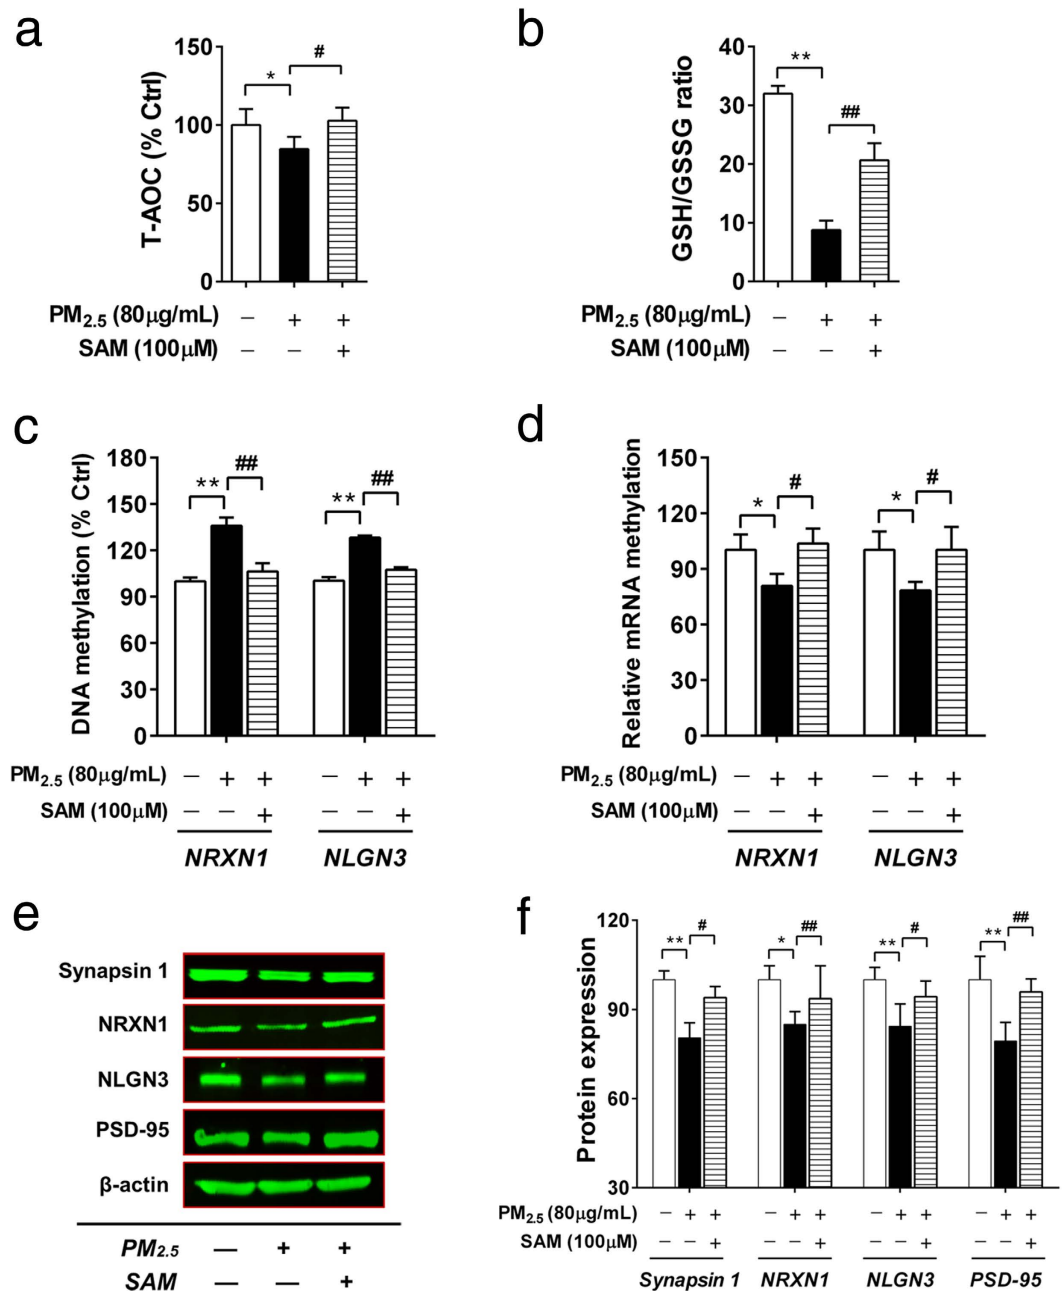 a
T-AOC (% Ctrl)
150
100
50
0
*
#
PM2.5 (80μg/mL) – + +
SAM (100μM) – – +
b
GSH/GSSG ratio
40
30
20
10
0
**
##
PM2.5 (80μg/mL) – + +
SAM (100μM) – – +
c
DNA methylation (% Ctrl)
180
150
120
90
60
30
0
** ## ** ##
PM2.5 (80μg/mL) – + + – + +
SAM (100μM) – – + – – +
NRXN1 NLGN3
d
Relative mRNA methylation
150
120
90
60
30
0
* # * #
PM2.5 (80μg/mL) – + + – + +
SAM (100μM) – – + – – +
NRXN1 NLGN3
e
Synapsin 1
NRXN1
NLGN3
PSD-95
β-actin
PM2.5 — + +
SAM — — +
f
Protein expression
120
90
60
30
** # * ## ** # ** ##
PM2.5 (80μg/mL) – + + – + + – + + – + +
SAM (100μM) – – + – – + – – + – – +
Synapsin 1 NRXN1 NLGN3 PSD-95